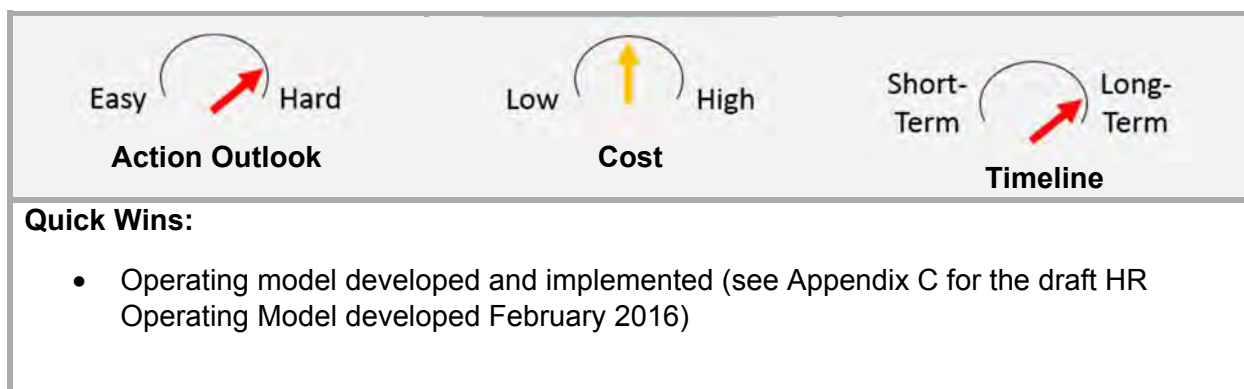 Easy Hard
Action Outlook
Low High
Cost
Short-
Term
Long-
Term
Timeline
Quick Wins:
• Operating model developed and implemented (see Appendix C for the draft HR
Operating Model developed February 2016)